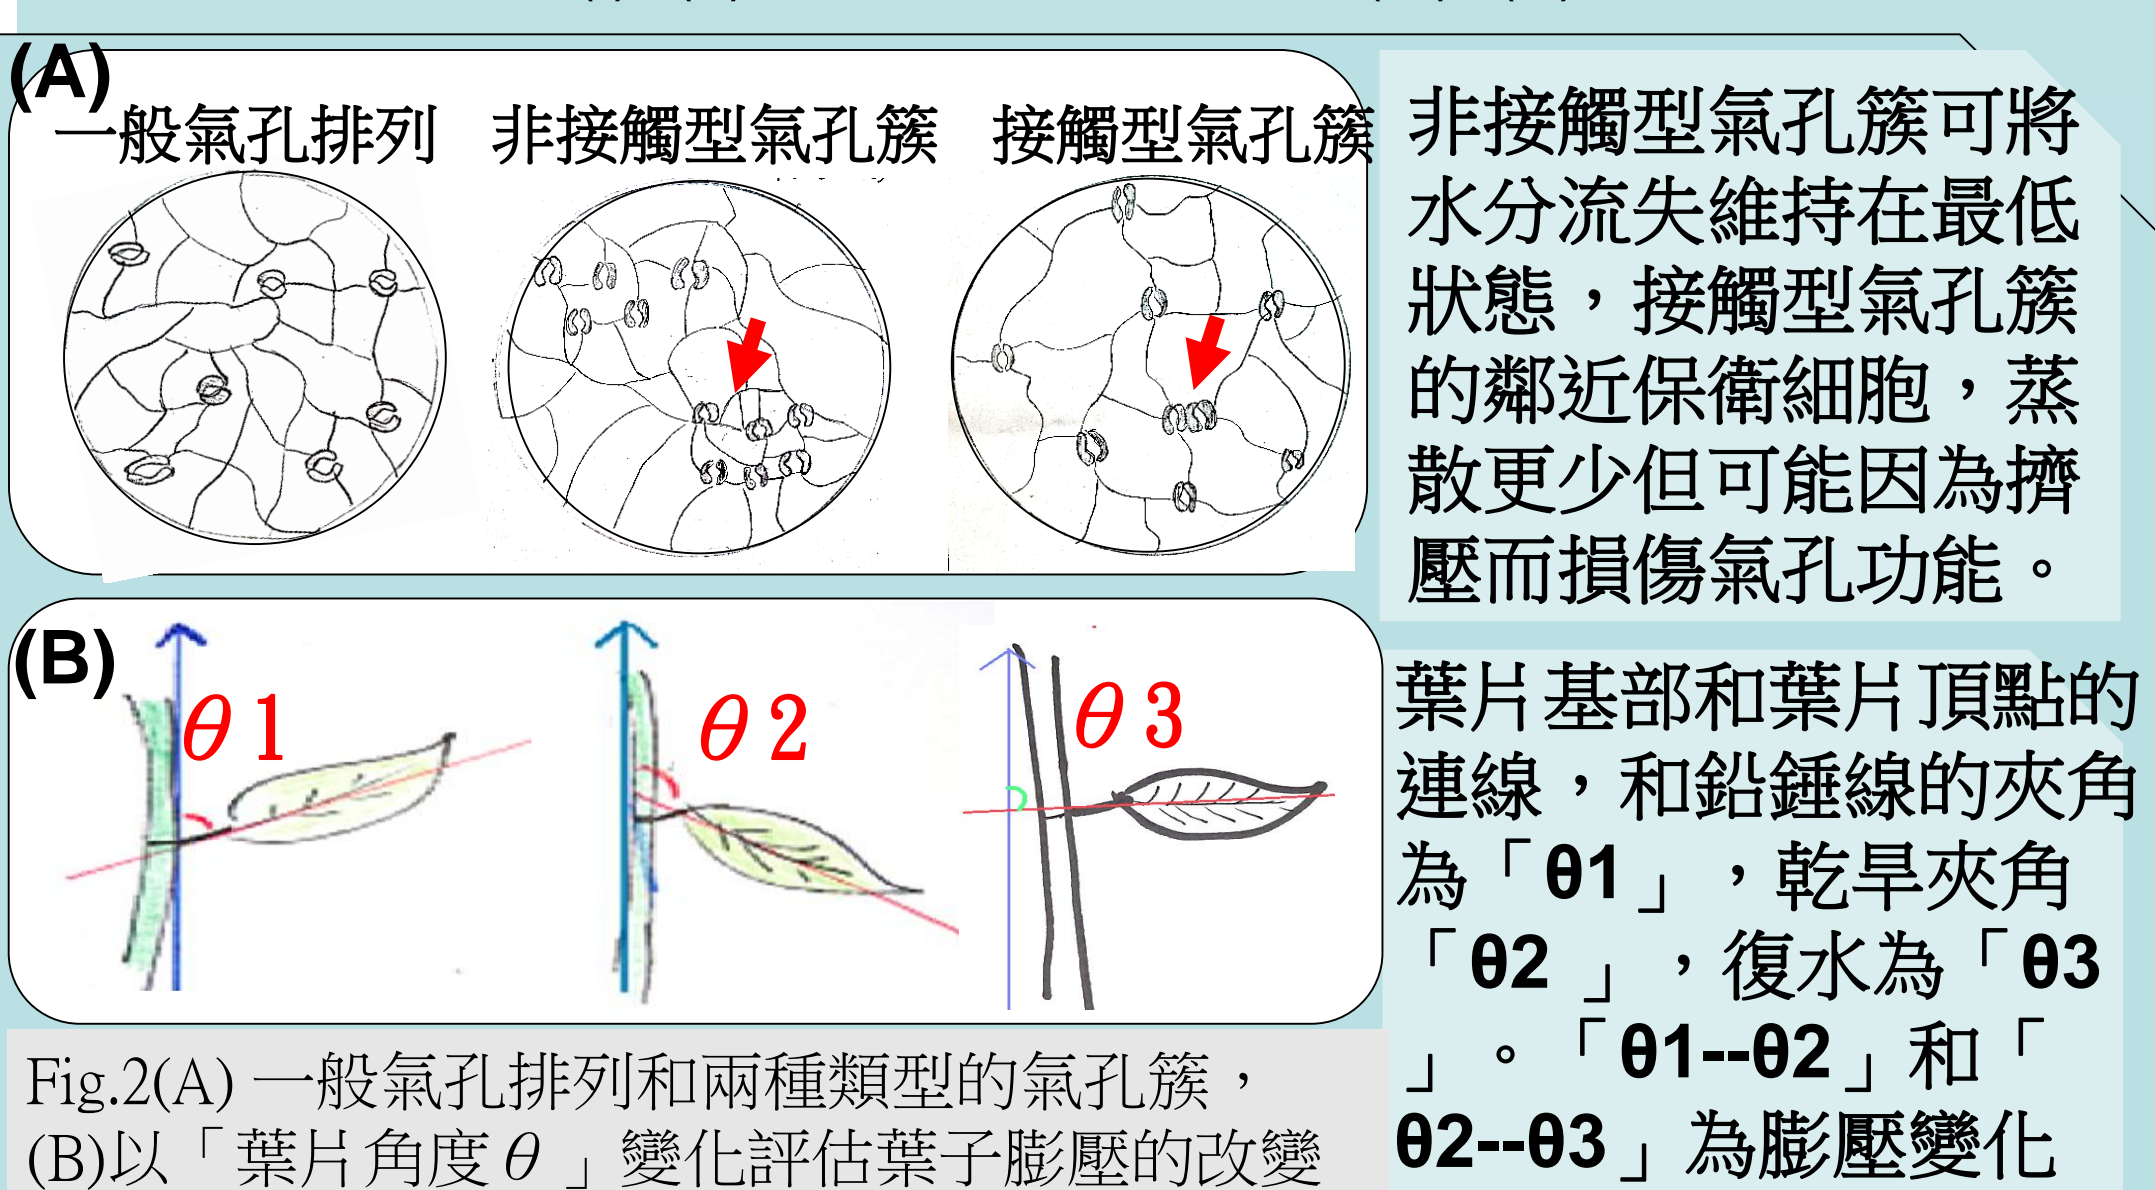 (A)
一般氣孔排列
非接觸型氣孔簇
接觸型氣孔簇
非接觸型氣孔簇可將
水分流失維持在最低
狀態，接觸型氣孔簇
的鄰近保衛細胞，蒸
散更少但可能因為擠
壓而損傷氣孔功能。
(B)
θ1
θ2
θ3
葉片基部和葉片頂點的
連線，和鉛錘線的夾角
為「θ1」，乾旱夾角
「θ2 」，復水為「θ3
」。「θ1--θ2」和「
θ2--θ3」為膨壓變化
Fig.2(A) 一般氣孔排列和兩種類型的氣孔簇，
(B)以「葉片角度θ 」變化評估葉子膨壓的改變